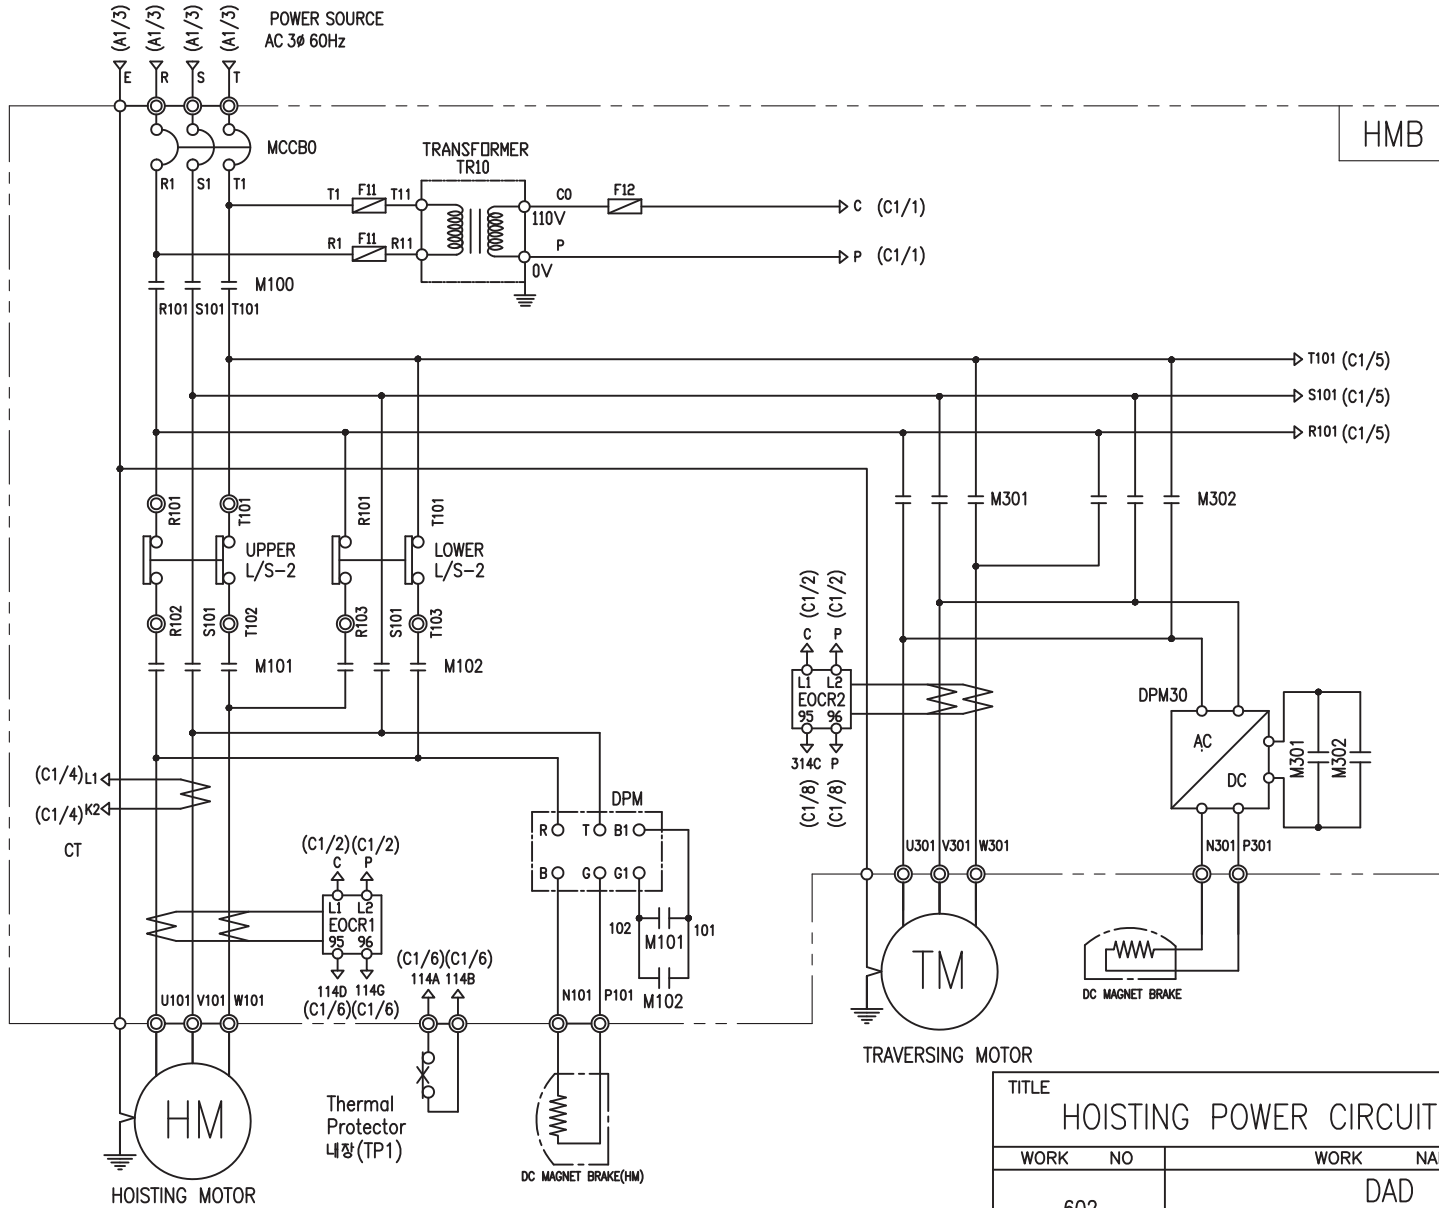 (A1/3) (A1/3) (A1/3) (A1/3)
POWER SOURCE
AC 3ø 60Hz
E R S T
HMB
MCCB0
R1 S1 T1
TRANSFORMER
TR10
T1 F11 T11
C0 F12
110V
C (C1/1)
R1 F11 R11
P
0V
P (C1/1)
M100
R101 S101 T101
T101 (C1/5)
S101 (C1/5)
R101 (C1/5)
R101 T101 R101 T101
M301 M302
UPPER
L/S-2
LOWER
L/S-2
R102 S101 T102 R103 S101 T103
M101 M102
(C1/2) (C1/2)
C P
L1 L2
EOCR2
95 96
314C P
(C1/8) (C1/8)
DPM30
AC
DC
M301 M302
(C1/4) L1
(C1/4) K2
CT
DPM
R T B1
B G G1
102 101
M101
M102
U301 V301 W301
N301 P301
(C1/2) (C1/2)
C P
L1 L2
EOCR1
95 96
114D 114G
(C1/6) (C1/6)
(C1/6) (C1/6)
114A 114B
U101 V101 W101
N101 P101
TM
DC MAGNET BRAKE
TRAVERSING MOTOR
HM
HOISTING MOTOR
Thermal
Protector
내장(TP1)
DC MAGNET BRAKE(HM)
TITLE
HOISTING POWER CIRCUIT
WORK NO
WORK NA
DAD
602